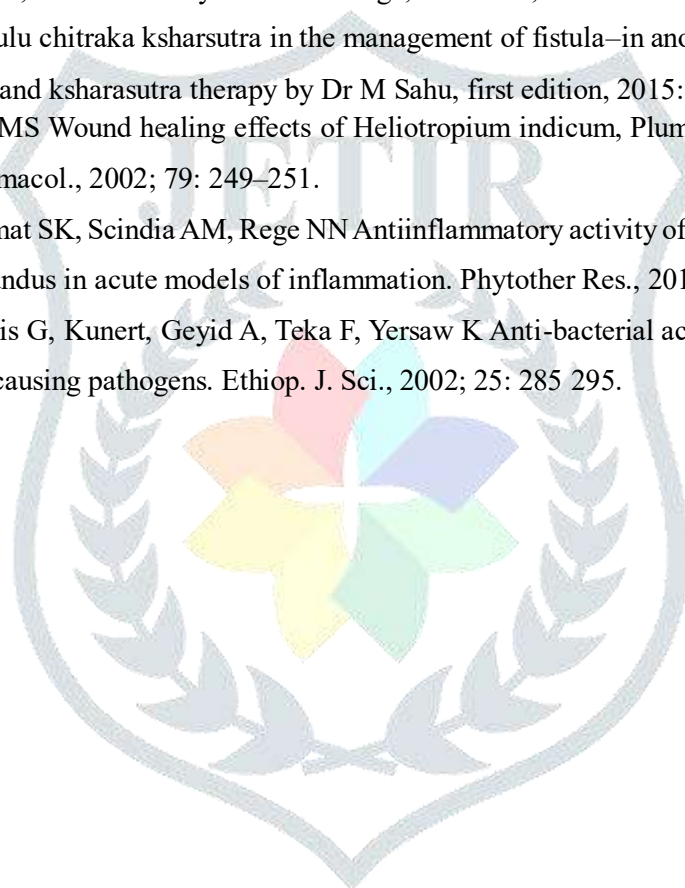 ulu chitraka ksharsutra in the management of fistula–in ano
and ksharasutra therapy by Dr M Sahu, first edition, 2015:
MS Wound healing effects of Heliotropium indicum, Plum
macol., 2002; 79: 249–251.
nat SK, Scindia AM, Rege NN Antiinflammatory activity of
ndus in acute models of inflammation. Phytother Res., 201
is G, Kunert, Geyid A, Teka F, Yersaw K Anti-bacterial ac
causing pathogens. Ethiop. J. Sci., 2002; 25: 285 295.
JETIR